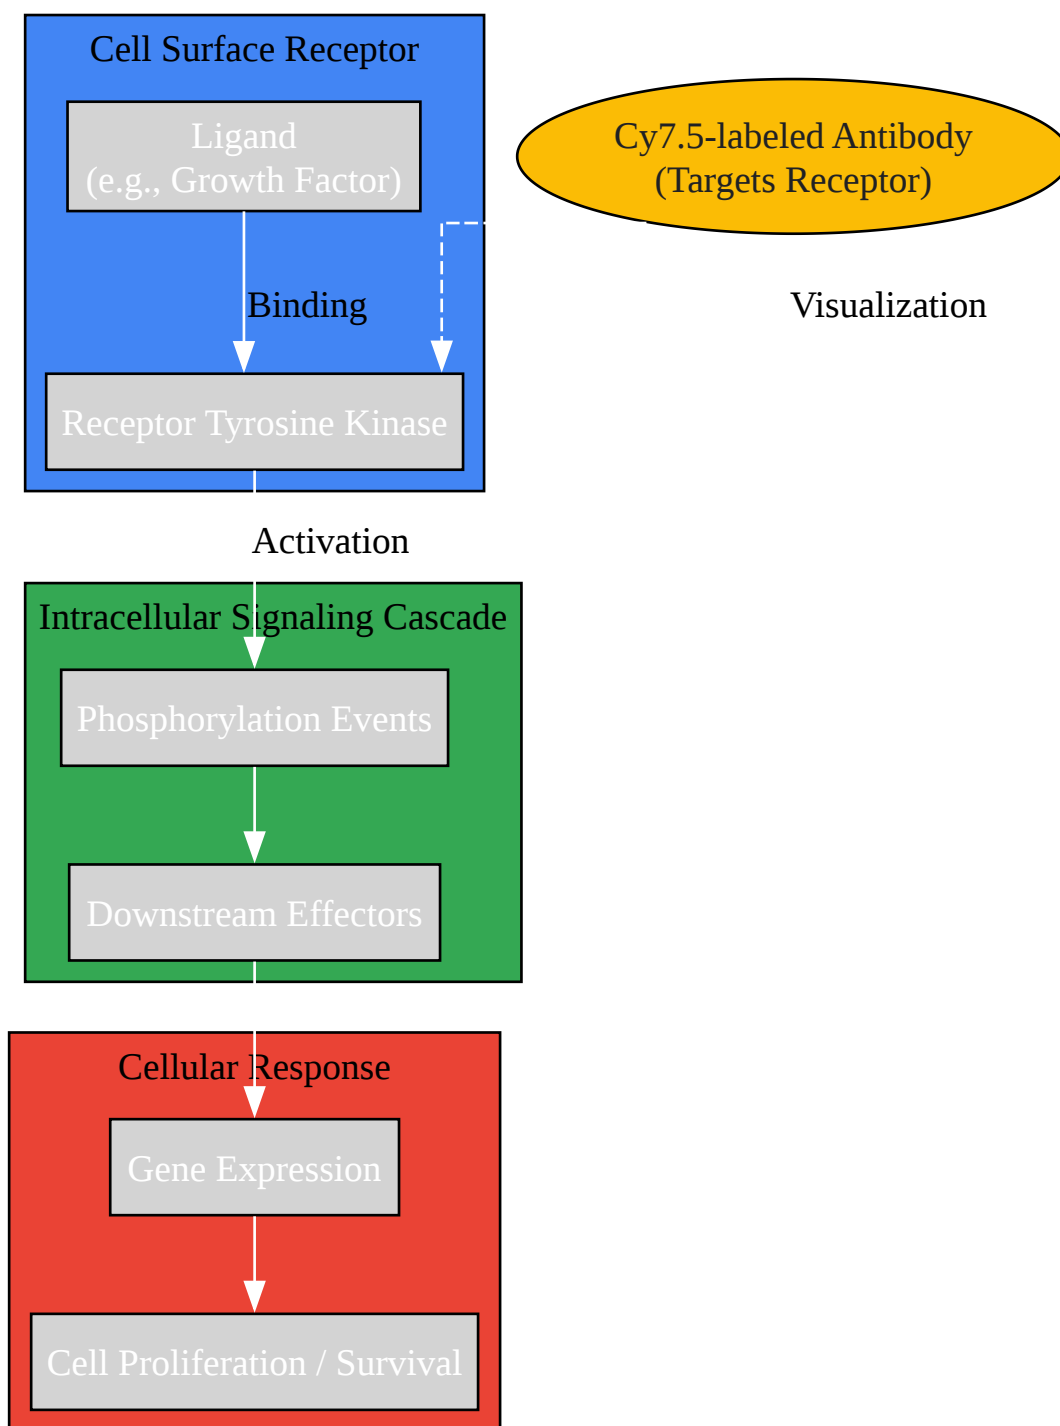 Cell Surface Receptor
Ligand
(e.g., Growth Factor)
Cy7.5-labeled Antibody
(Targets Receptor)
Binding
Visualization
Receptor Tyrosine Kinase
Activation
Intracellular Signaling Cascade
Phosphorylation Events
Downstream Effectors
Cellular Response
Gene Expression
Cell Proliferation / Survival